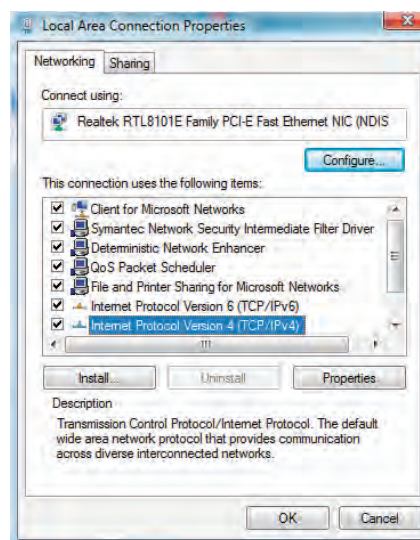 Local Area Connection Properties
Networking
Sharing
Connect using:
Realtek RTL8101E Family PCI-E Fast Ethernet NIC (NDIS
Configure...
This connection uses the following items:
Client for Microsoft Networks
Symantec Network Security Intermediate Filter Driver
Deterministic Network Enhancer
QoS Packet Scheduler
File and Printer Sharing for Microsoft Networks
Internet Protocol Version 6 (TCP/IPv6)
Internet Protocol Version 4 (TCP/IPv4)
Install...
Uninstall
Properties
Description
Transmission Control Protocol/Internet Protocol. The default
wide area network protocol that provides communication
across diverse interconnected networks.
OK
Cancel